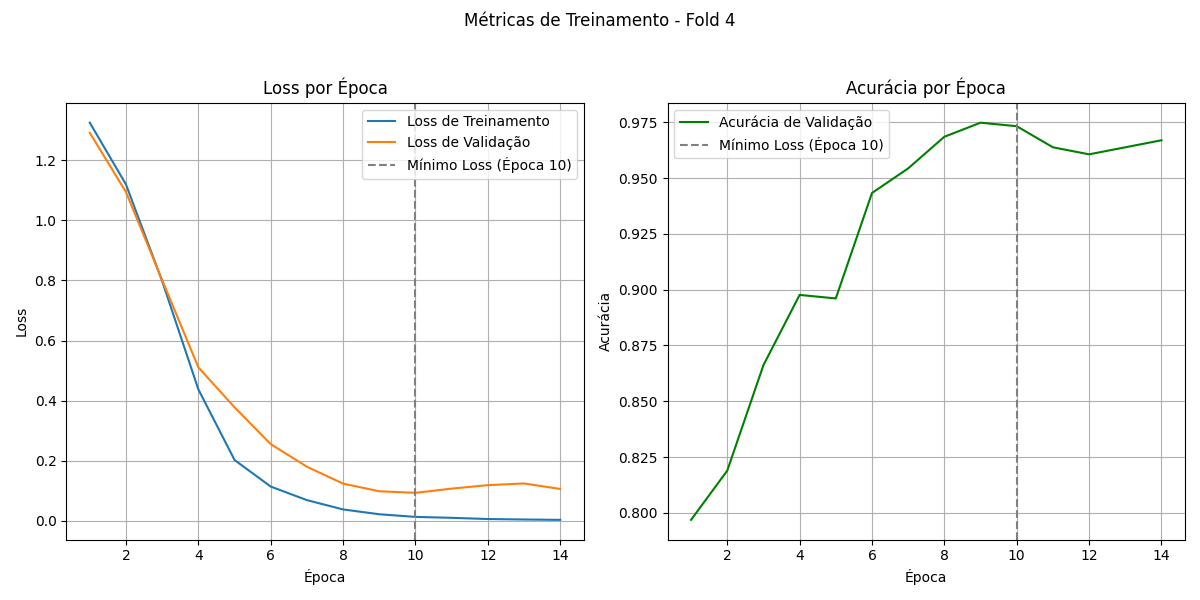 Métricas de Treinamento - Fold 4
Loss por Época
Loss de Treinamento
Loss de Validação
Mínimo Loss (Época 10)
1.2
1.0
0.8
0.6
0.4
0.2
0.0
Loss
2 4 6 8 10 12 14
Época
Acurácia por Época
Acurácia de Validação
Mínimo Loss (Época 10)
0.975
0.950
0.925
0.900
0.875
0.850
0.825
0.800
Acurácia
2 4 6 8 10 12 14
Época